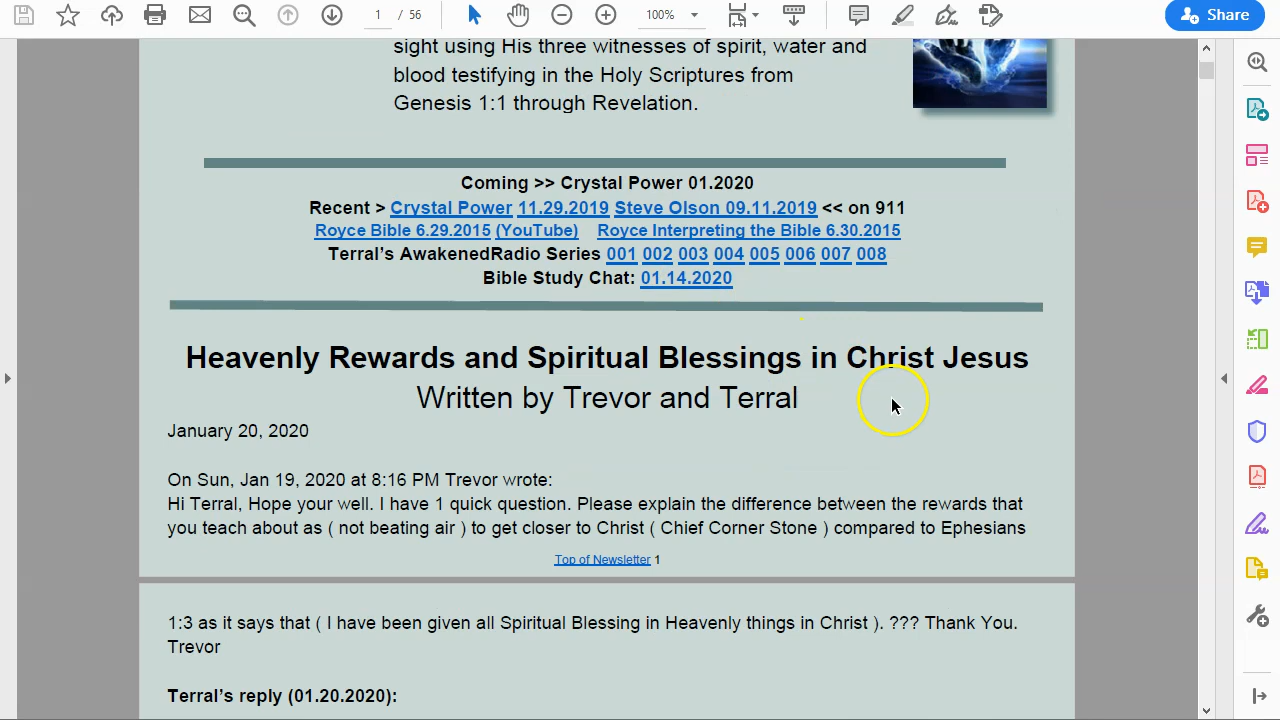 1 / 56
100%
Share
sight using His three witnesses of spirit, water and
blood testifying in the Holy Scriptures from
Genesis 1:1 through Revelation.
Coming >> Crystal Power 01.2020
Recent > Crystal Power 11.29.2019 Steve Olson 09.11.2019 << on 911
Royce Bible 6.29.2015 (YouTube) Royce Interpreting the Bible 6.30.2015
Terral's AwakenedRadio Series 001 002 003 004 005 006 007 008
Bible Study Chat: 01.14.2020
Heavenly Rewards and Spiritual Blessings in Christ Jesus
Written by Trevor and Terral
January 20, 2020
On Sun, Jan 19, 2020 at 8:16 PM Trevor wrote:
Hi Terral, Hope your well. I have 1 quick question. Please explain the difference between the rewards that
you teach about as ( not beating air ) to get closer to Christ ( Chief Corner Stone ) compared to Ephesians
Top of Newsletter 1
1:3 as it says that ( I have been given all Spiritual Blessing in Heavenly things in Christ ). ??? Thank You.
Trevor
Terral's reply (01.20.2020):